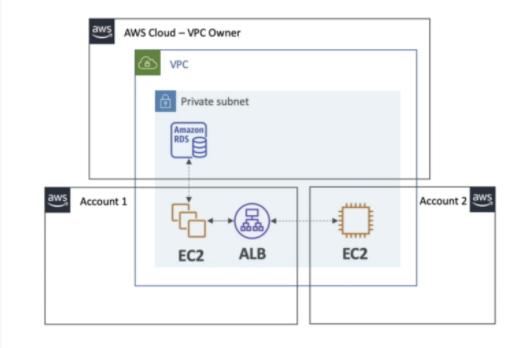 aws
AWS Cloud – VPC Owner
VPC
Private subnet
Amazon
RDS
aws
Account 1
Account 2
aws
EC2
ALB
EC2